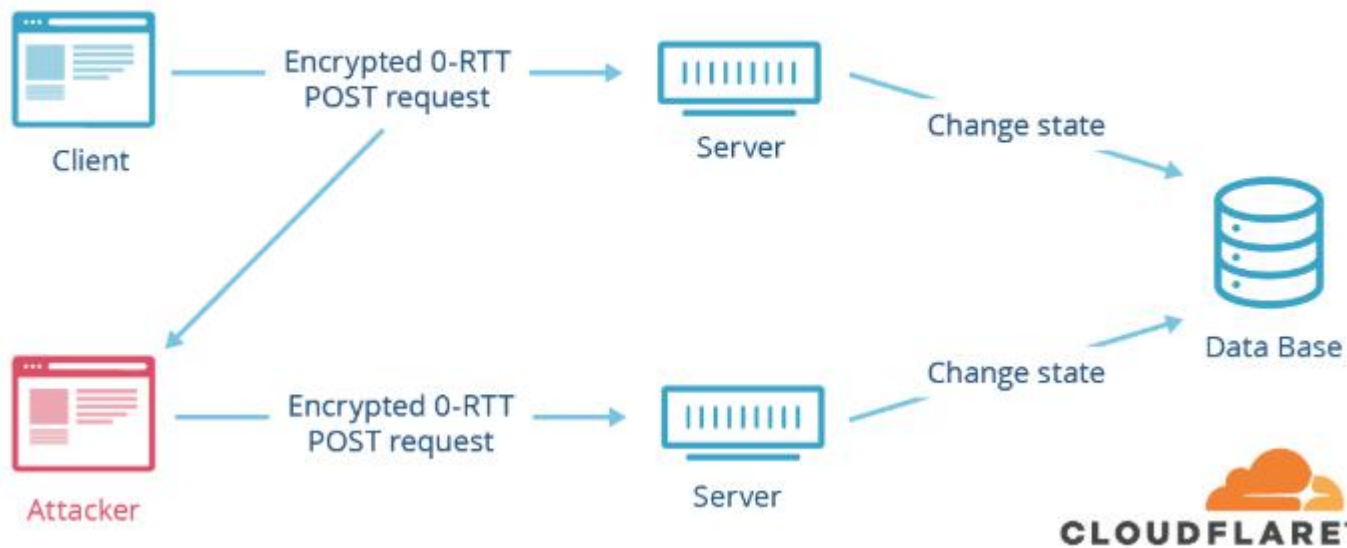 Encrypted 0-RTT
POST request
Client
Server
Change state
Data Base
Encrypted 0-RTT
POST request
Attacker
Server
Change state
CLOUDFLARE